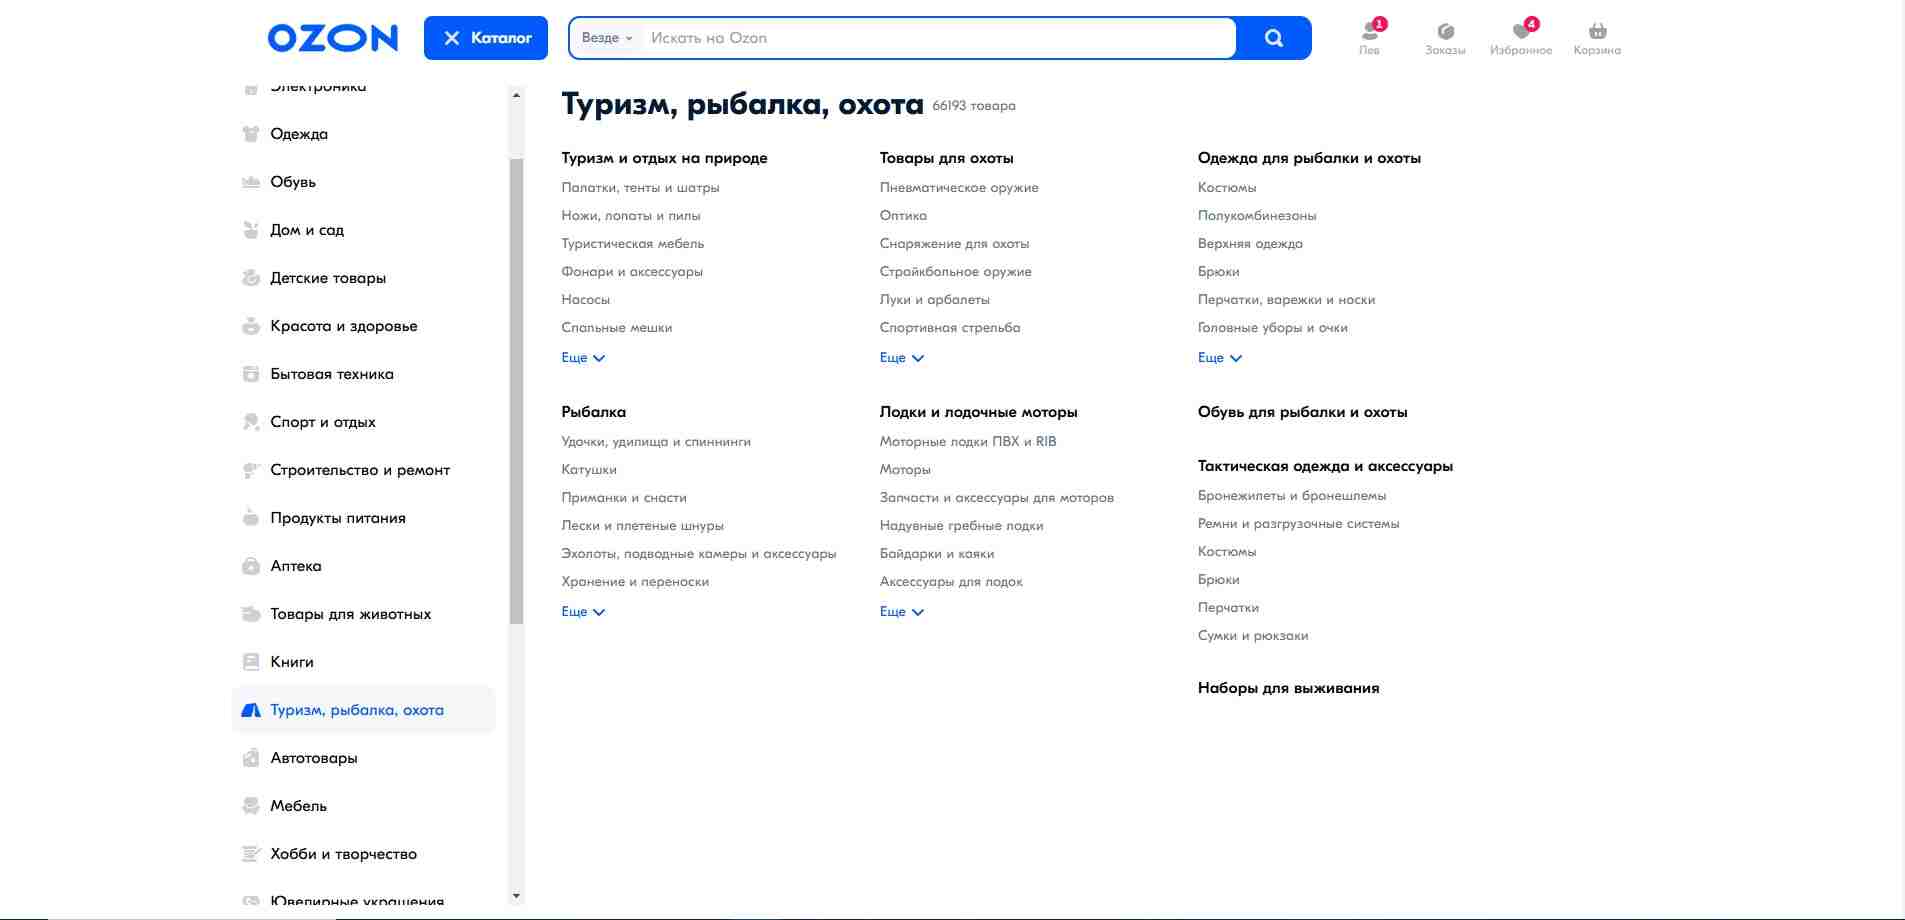 OZON
Каталог
Везде
Искать на Ozon
1
Лев
Заказы
4
Избранное
Корзина
Электроника
Одежда
Обувь
Дом и сад
Детские товары
Красота и здоровье
Бытовая техника
Спорт и отдых
Строительство и ремонт
Продукты питания
Аптека
Товары для животных
Книги
Туризм, рыбалка, охота
Автотовары
Мебель
Хобби и творчество
Ювелирные украшения
Туризм, рыбалка, охота 66193 товара
Туризм и отдых на природе
Палатки, тенты и шатры
Ножи, лопаты и пилы
Туристическая мебель
Фонари и аксессуары
Насосы
Спальные мешки
Еще
Рыбалка
Удочки, удилища и спиннинги
Катушки
Приманки и снасти
Лески и плетеные шнуры
Эхолоты, подводные камеры и аксессуары
Хранение и переноски
Еще
Товары для охоты
Пневматическое оружие
Оптика
Снаряжение для охоты
Страйкбольное оружие
Луки и арбалеты
Спортивная стрельба
Еще
Лодки и лодочные моторы
Моторные лодки ПВХ и RIB
Моторы
Запчасти и аксессуары для моторов
Надувные гребные лодки
Байдарки и каяки
Аксессуары для лодок
Еще
Одежда для рыбалки и охоты
Костюмы
Полукомбинезоны
Верхняя одежда
Брюки
Перчатки, варежки и носки
Головные уборы и очки
Еще
Обувь для рыбалки и охоты
Тактическая одежда и аксессуары
Бронежилеты и бронешлемы
Ремни и разгрузочные системы
Костюмы
Брюки
Перчатки
Сумки и рюкзаки
Наборы для выживания